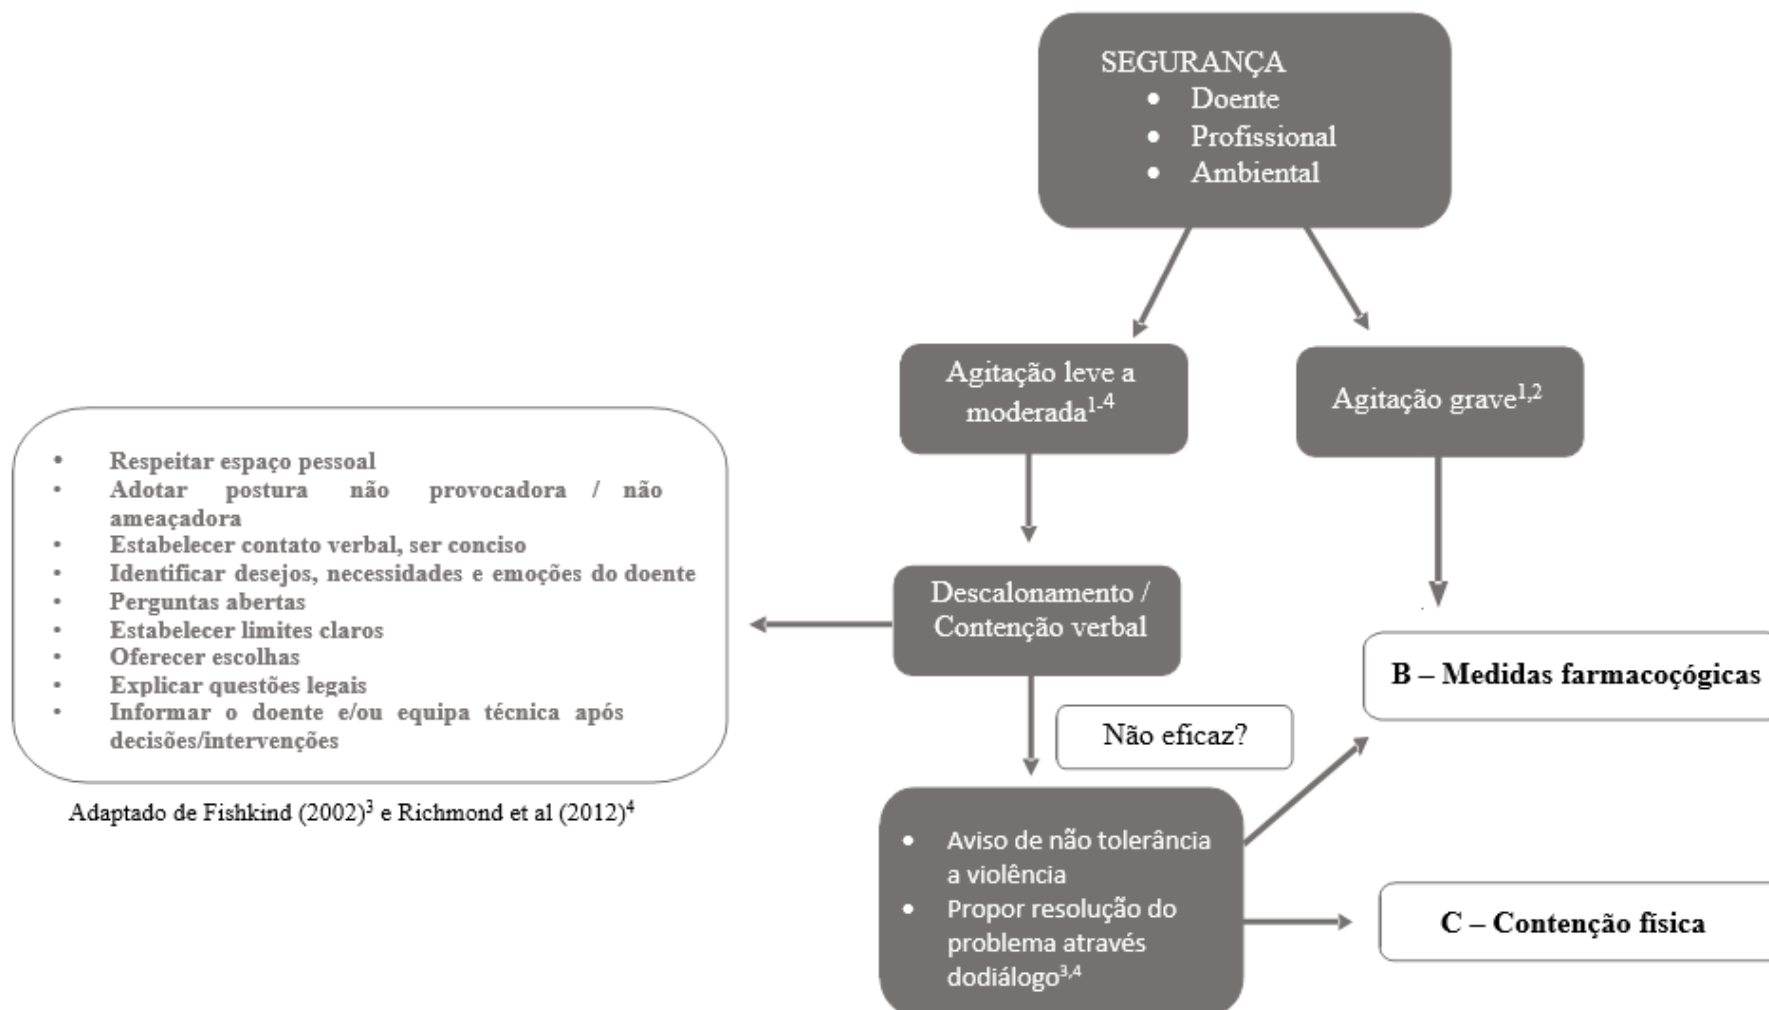 SEGURANÇA
• Doente
• Profissional
• Ambiental
Agitação leve a
moderada1-4
Agitação grave1,2
• Respeitar espaço pessoal
• Adotar postura não provocadora / não
ameaçadora
• Estabelecer contato verbal, ser conciso
• Identificar desejos, necessidades e emoções do doente
• Perguntas abertas
• Estabelecer limites claros
• Oferecer escolhas
• Explicar questões legais
• Informar o doente e/ou equipa técnica após
decisões/intervenções
Adaptado de Fishkind (2002)3 e Richmond et al (2012)4
Descalonamento /
Contenção verbal
B – Medidas farmacoçógicas
Não eficaz?
• Aviso de não tolerância
a violência
• Propor resolução do
problema através
dodiálogo3,4
C – Contenção física